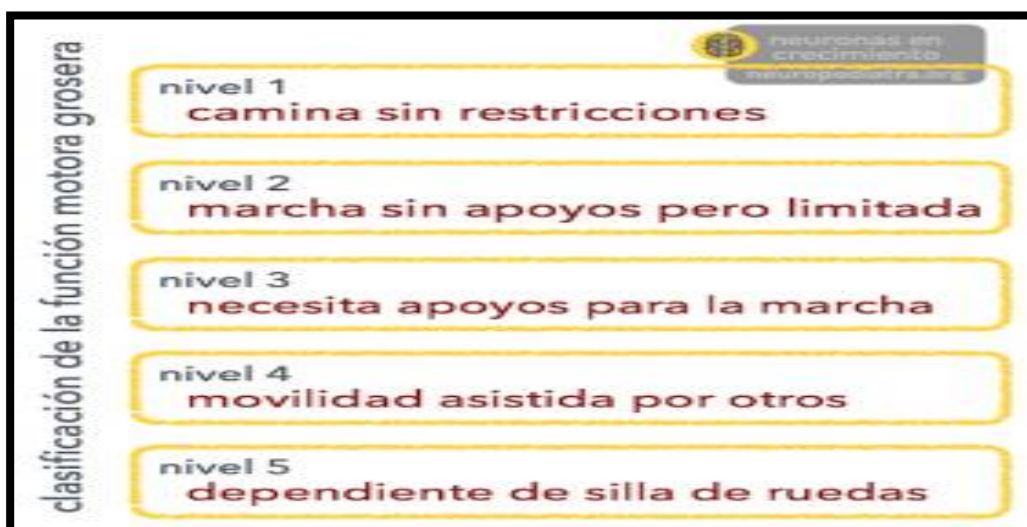 neuronas en
crecimiento
neuropediatra.org
clasificación de la función motora grosera
nivel 1
camina sin restricciones
nivel 2
marcha sin apoyos pero limitada
nivel 3
necesita apoyos para la marcha
nivel 4
movilidad asistida por otros
nivel 5
dependiente de silla de ruedas